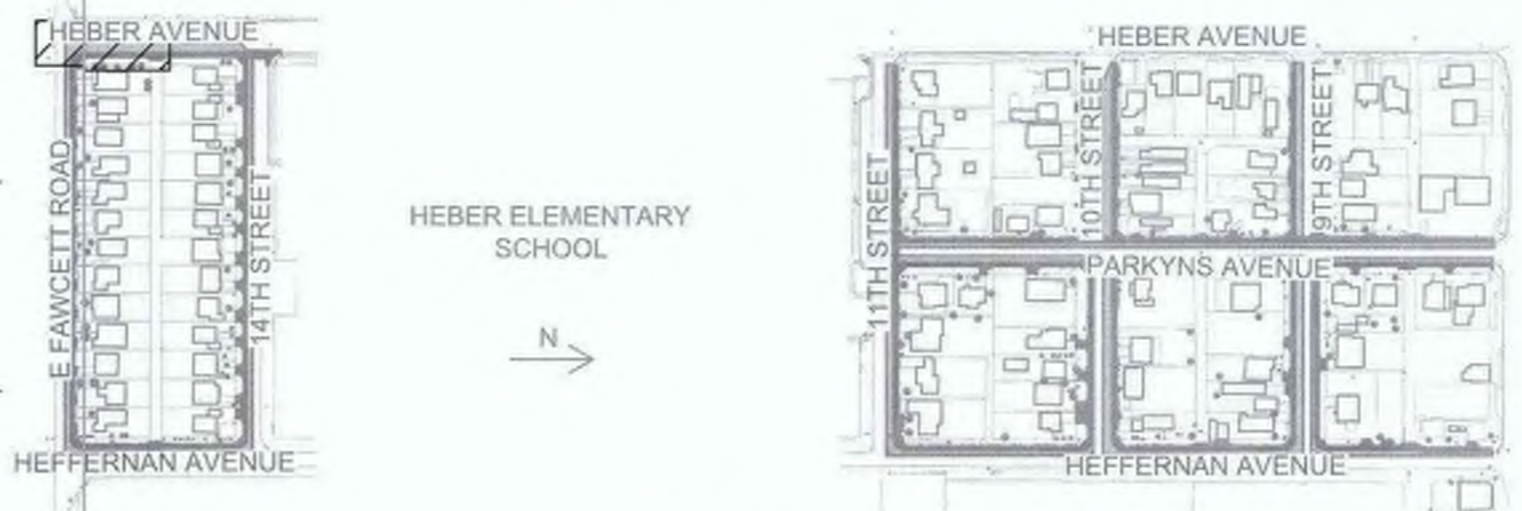 HEBER AVENUE
E FAWCETT ROAD
14TH STREET
HEFFERNAN AVENUE
HEBER ELEMENTARY
SCHOOL
N
HEBER AVENUE
11TH STREET
10TH STREET
9TH STREET
PARKYNS AVENUE
HEFFERNAN AVENUE